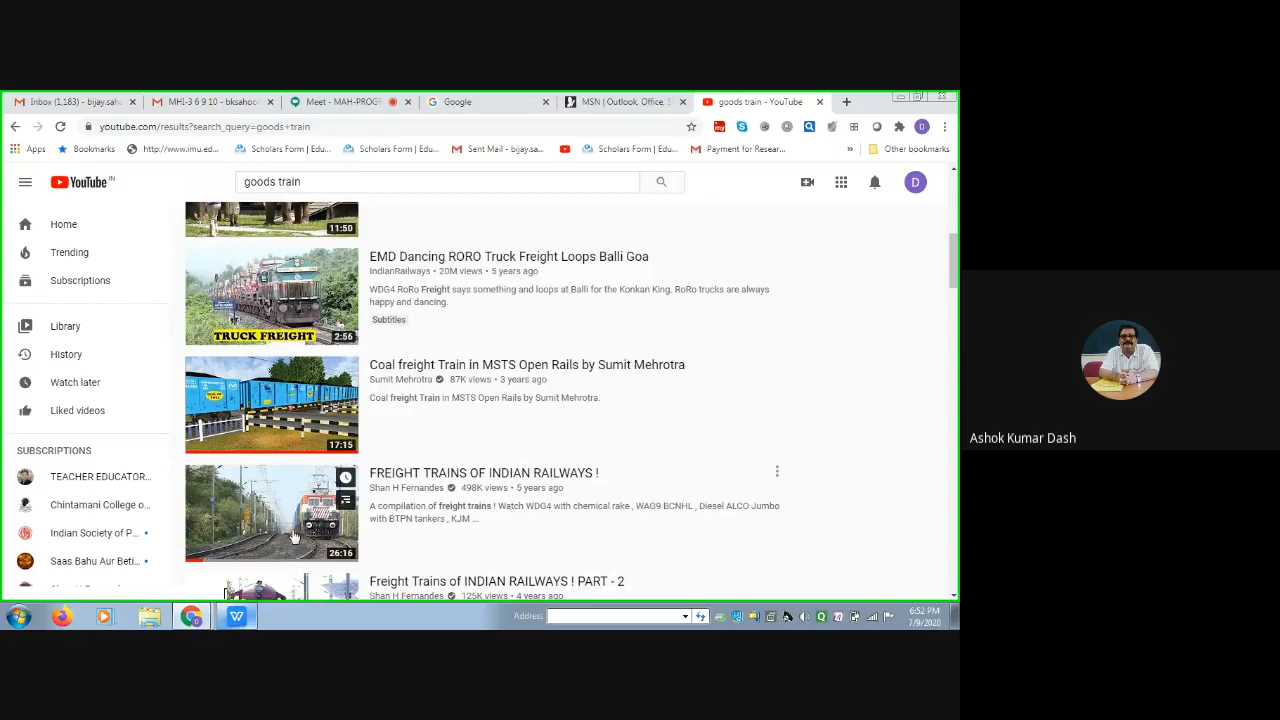 Inbox (1,183) - bijay.sah
MHI-3 6 9 10 - bksahoo
Meet - MAH-PROGR
Google
MSN | Outlook, Office, S
goods train - YouTube
youtube.com/results?search_query=goods+train
Apps
Bookmarks
http://www.imu.ed...
Scholars Form | Edu...
Scholars Form | Edu...
Sent Mail - bijay.sa...
Scholars Form | Edu...
Payment for Resear...
»
Other bookmarks
YouTube IN
goods train
D
Home
Trending
Subscriptions
Library
History
Watch later
Liked videos
SUBSCRIPTIONS
TEACHER EDUCATOR...
Chintamani College o...
Indian Society of P...
Saas Bahu Aur Beti...
11:50
TRUCK FREIGHT
2:56
EMD Dancing RORO Truck Freight Loops Balli Goa
IndianRailways • 20M views • 5 years ago
WDG4 RoRo Freight says something and loops at Balli for the Konkan King. RoRo trucks are always
happy and dancing.
Subtitles
17:15
Coal freight Train in MSTS Open Rails by Sumit Mehrotra
Sumit Mehrotra 87K views • 3 years ago
Coal freight Train in MSTS Open Rails by Sumit Mehrotra.
26:16
FREIGHT TRAINS OF INDIAN RAILWAYS !
Shan H Fernandes 498K views • 5 years ago
A compilation of freight trains ! Watch WDG4 with chemical rake , WAG9 BCNHL , Diesel ALCO Jumbo
with BTPN tankers , KJM ...
Freight Trains of INDIAN RAILWAYS ! PART - 2
Shan H Fernandes 125K views • 4 years ago
Address
6:52 PM
7/9/2020
Ashok Kumar Dash